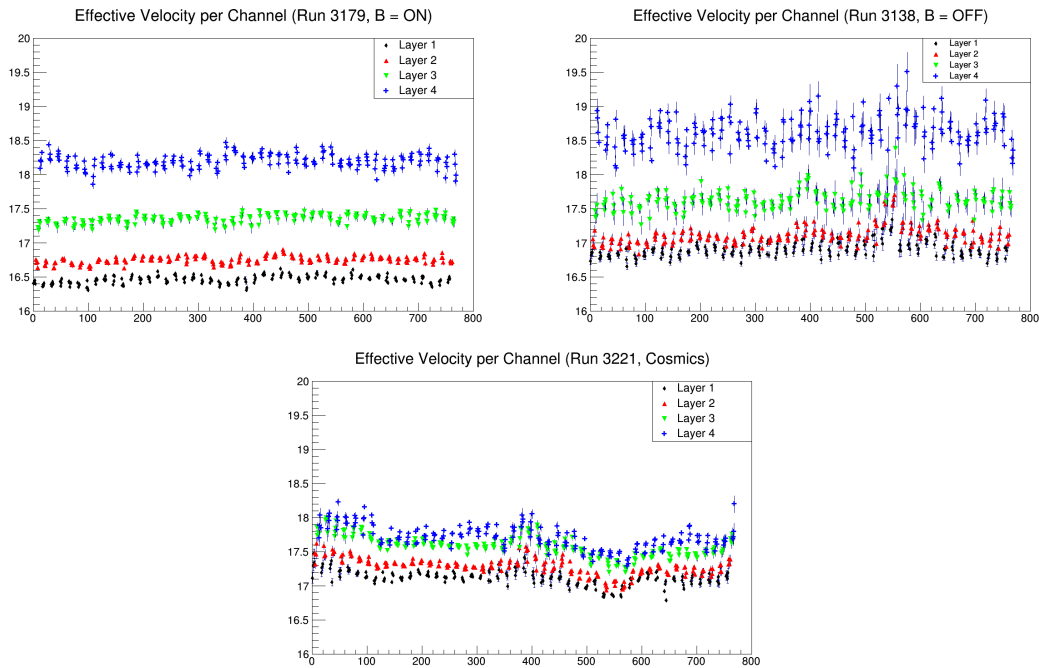 Effective Velocity per Channel (Run 3179, B = ON)
20
19.5
19
18.5
18
17.5
17
16.5
16
0 100 200 300 400 500 600 700 800
Layer 1
Layer 2
Layer 3
Layer 4
Effective Velocity per Channel (Run 3138, B = OFF)
20
19.5
19
18.5
18
17.5
17
16.5
16
0 100 200 300 400 500 600 700 800
Layer 1
Layer 2
Layer 3
Layer 4
Effective Velocity per Channel (Run 3221, Cosmics)
20
19.5
19
18.5
18
17.5
17
16.5
16
0 100 200 300 400 500 600 700 800
Layer 1
Layer 2
Layer 3
Layer 4